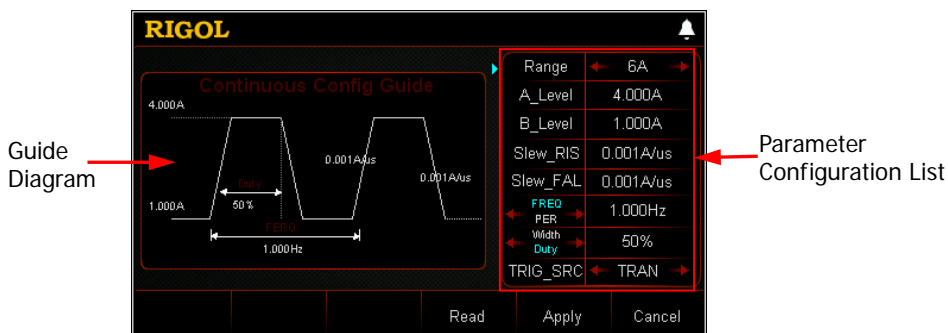 RIGOL
Continuous Config Guide
4.000A
0.001A/us
0.001A/us
Duty
50%
1.000A
FERQ
1.000Hz
Range 6A
A_Level 4.000A
B_Level 1.000A
Slew_RIS 0.001A/us
Slew_FAL 0.001A/us
FREQ
PER
1.000Hz
Width
Duty
50%
TRIG_SRC TRAN
Read Apply Cancel
Guide
Diagram
Parameter
Configuration List